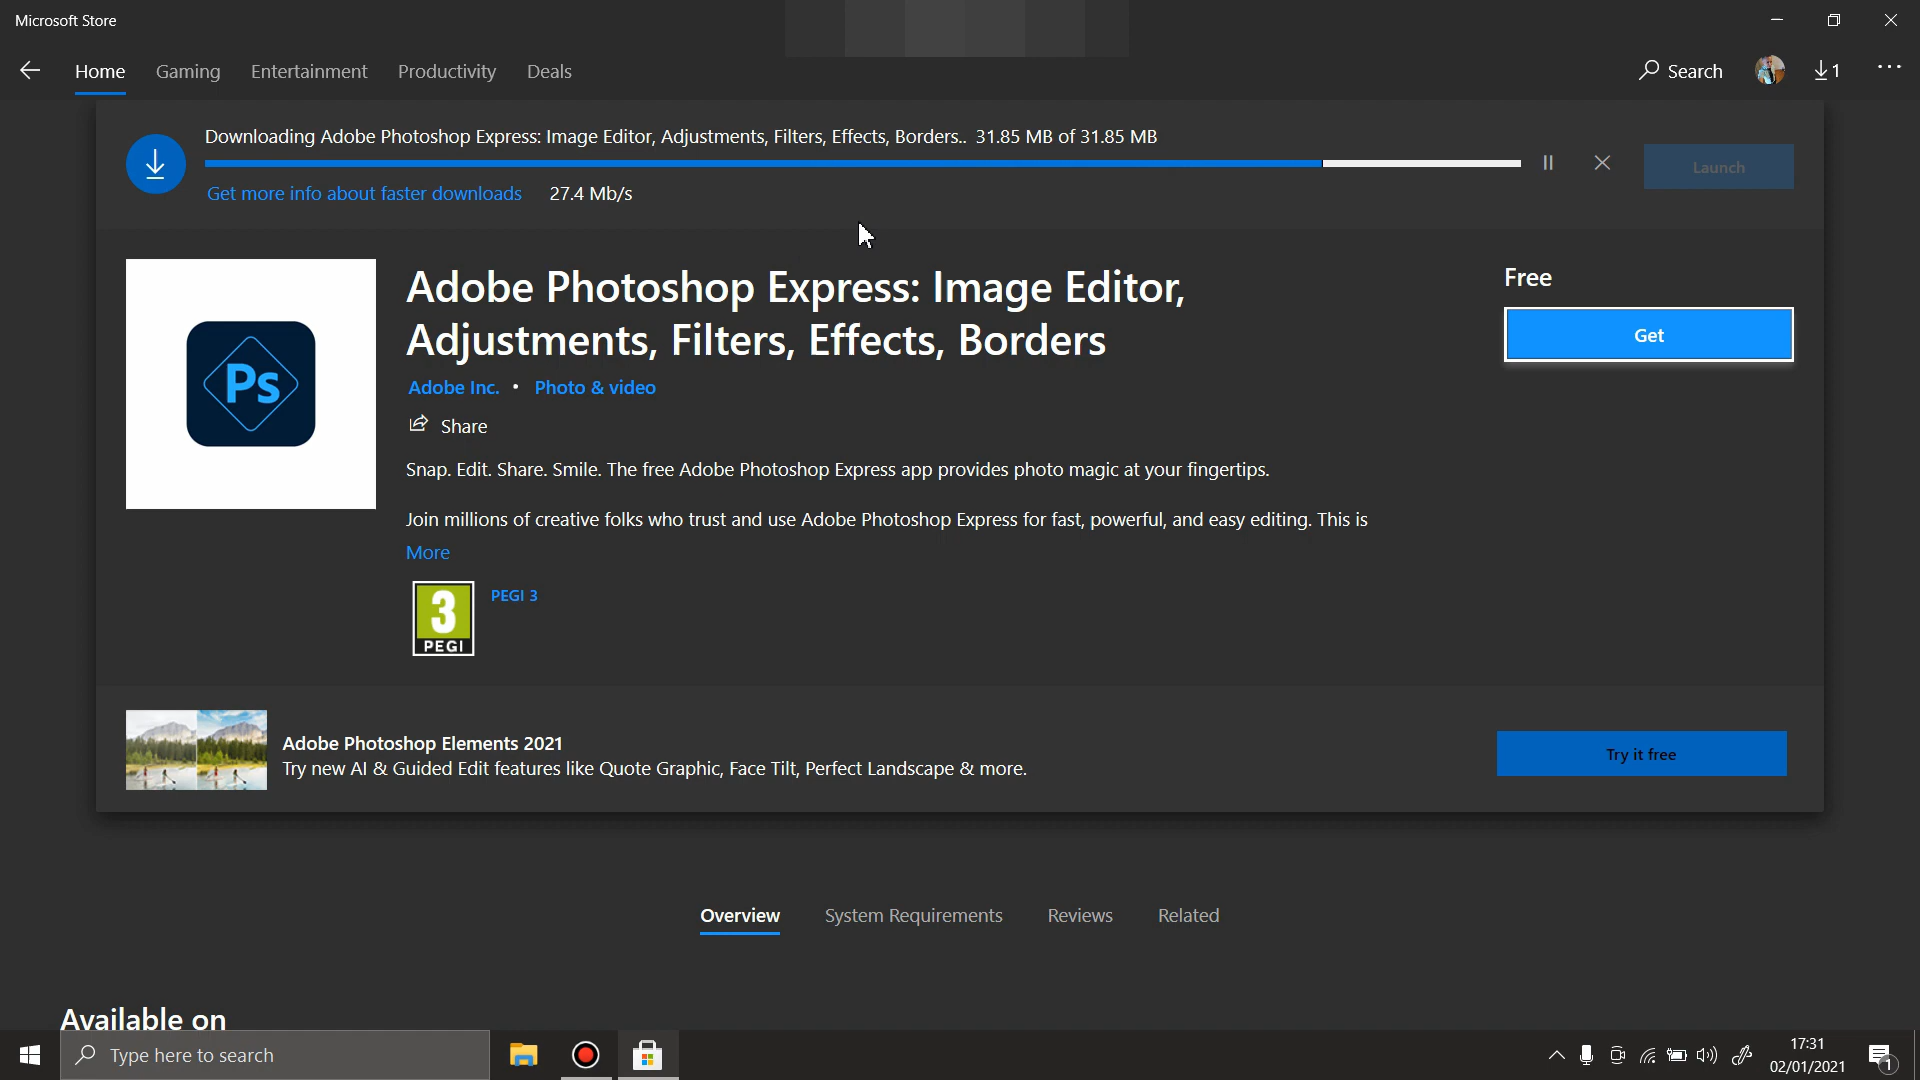 Microsoft Store
Home Gaming Entertainment Productivity Deals Search 1
Downloading Adobe Photoshop Express: Image Editor, Adjustments, Filters, Effects, Borders.. 31.85 MB of 31.85 MB
Launch
Get more info about faster downloads 27.4 Mb/s
Ps
Adobe Photoshop Express: Image Editor,
Adjustments, Filters, Effects, Borders
Free
Get
Adobe Inc. • Photo & video
Share
Snap. Edit. Share. Smile. The free Adobe Photoshop Express app provides photo magic at your fingertips.
Join millions of creative folks who trust and use Adobe Photoshop Express for fast, powerful, and easy editing. This is
More
3
PEGI
PEGI 3
Adobe Photoshop Elements 2021
Try new AI & Guided Edit features like Quote Graphic, Face Tilt, Perfect Landscape & more.
Try it free
Overview System Requirements Reviews Related
Available on
Type here to search
17:31
02/01/2021
1